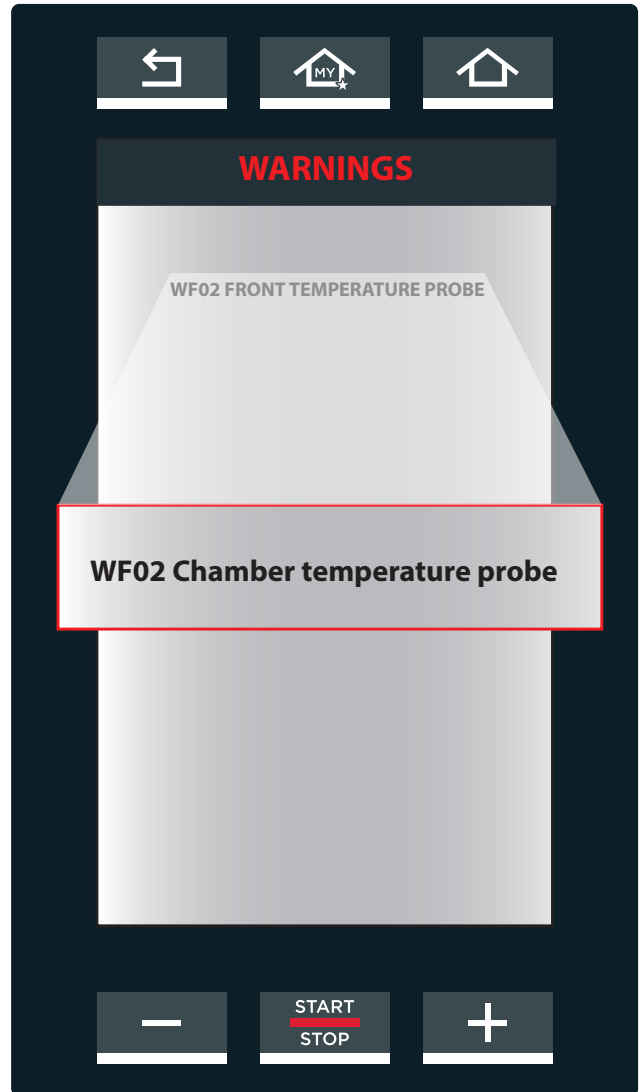 MY
WARNINGS
WF02 FRONT TEMPERATURE PROBE
WF02 Chamber temperature probe
START
STOP